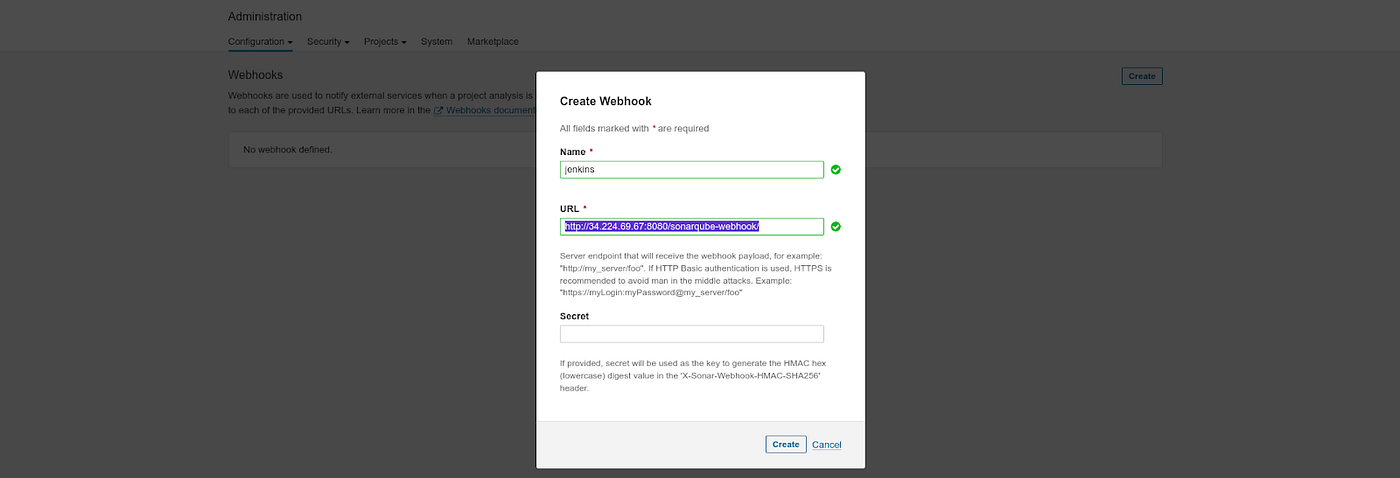 Administration
Configuration Security Projects System Marketplace
Webhooks
Create
Webhooks are used to notify external services when a project analysis is
to each of the provided URLs. Learn more in the Webhooks document
No webhook defined.
Create Webhook
All fields marked with * are required
Name *
jenkins
URL *
http://34.224.69.67:8080/sonarqube-webhook/
Server endpoint that will receive the webhook payload, for example:
"http://my_server/foo". If HTTP Basic authentication is used, HTTPS is
recommended to avoid man in the middle attacks. Example:
"https://myLogin:myPassword@my_server/foo"
Secret
If provided, secret will be used as the key to generate the HMAC hex
(lowercase) digest value in the 'X-Sonar-Webhook-HMAC-SHA256'
header.
Create Cancel